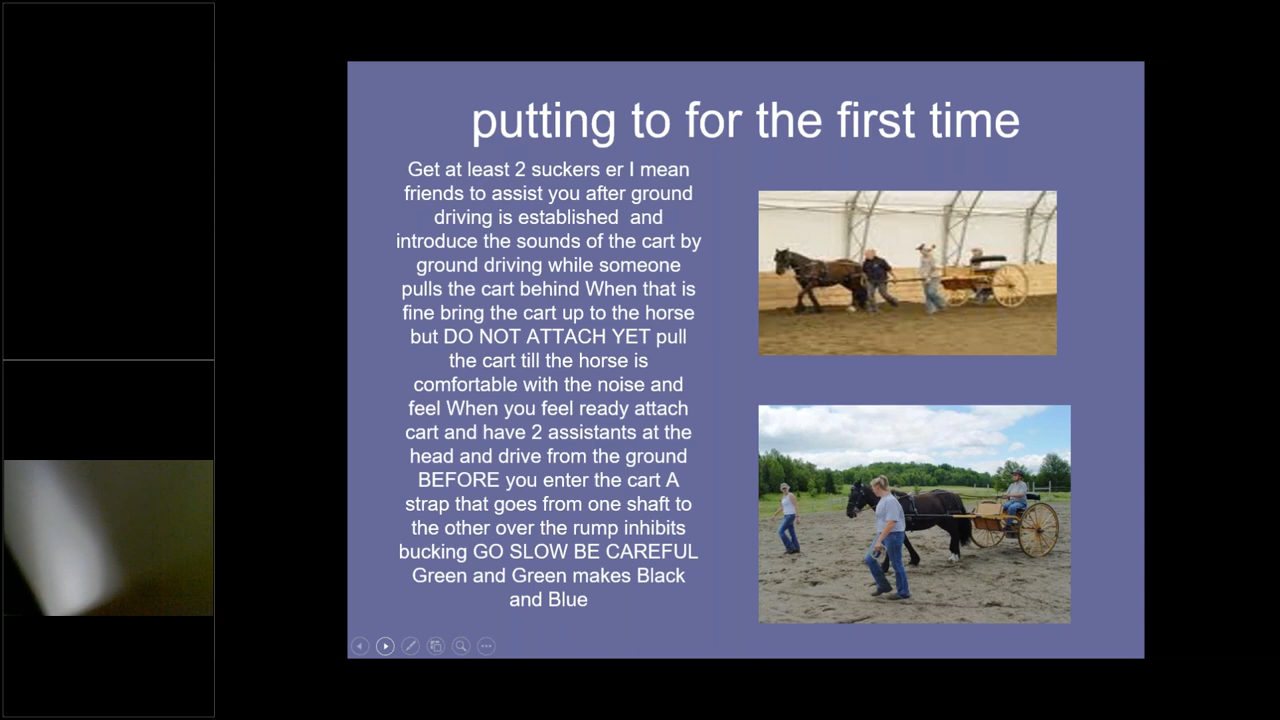 putting to for the first time
Get at least 2 suckers er I mean
friends to assist you after ground
driving is established and
introduce the sounds of the cart by
ground driving while someone
pulls the cart behind When that is
fine bring the cart up to the horse
but DO NOT ATTACH YET pull
the cart till the horse is
comfortable with the noise and
feel When you feel ready attach
cart and have 2 assistants at the
head and drive from the ground
BEFORE you enter the cart A
strap that goes from one shaft to
the other over the rump inhibits
bucking GO SLOW BE CAREFUL
Green and Green makes Black
and Blue